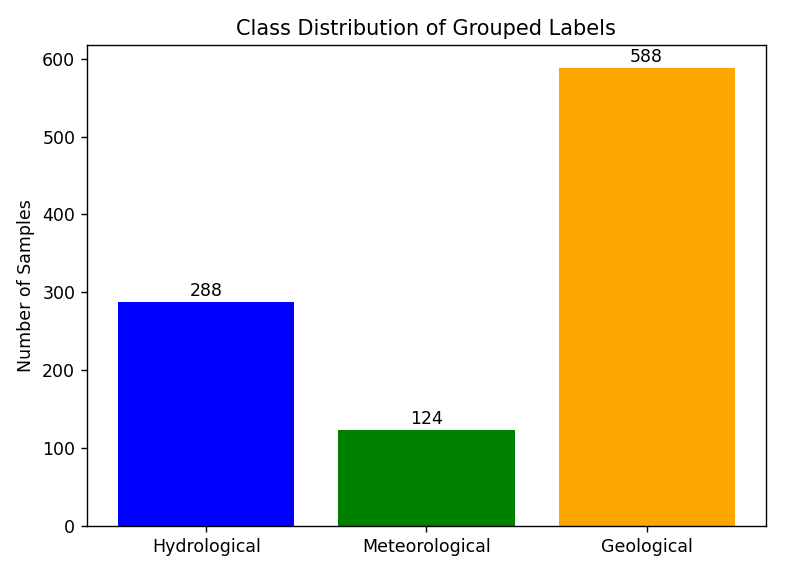 Class Distribution of Grouped Labels
Number of Samples
600
500
400
300
200
100
0
288
124
588
Hydrological
Meteorological
Geological